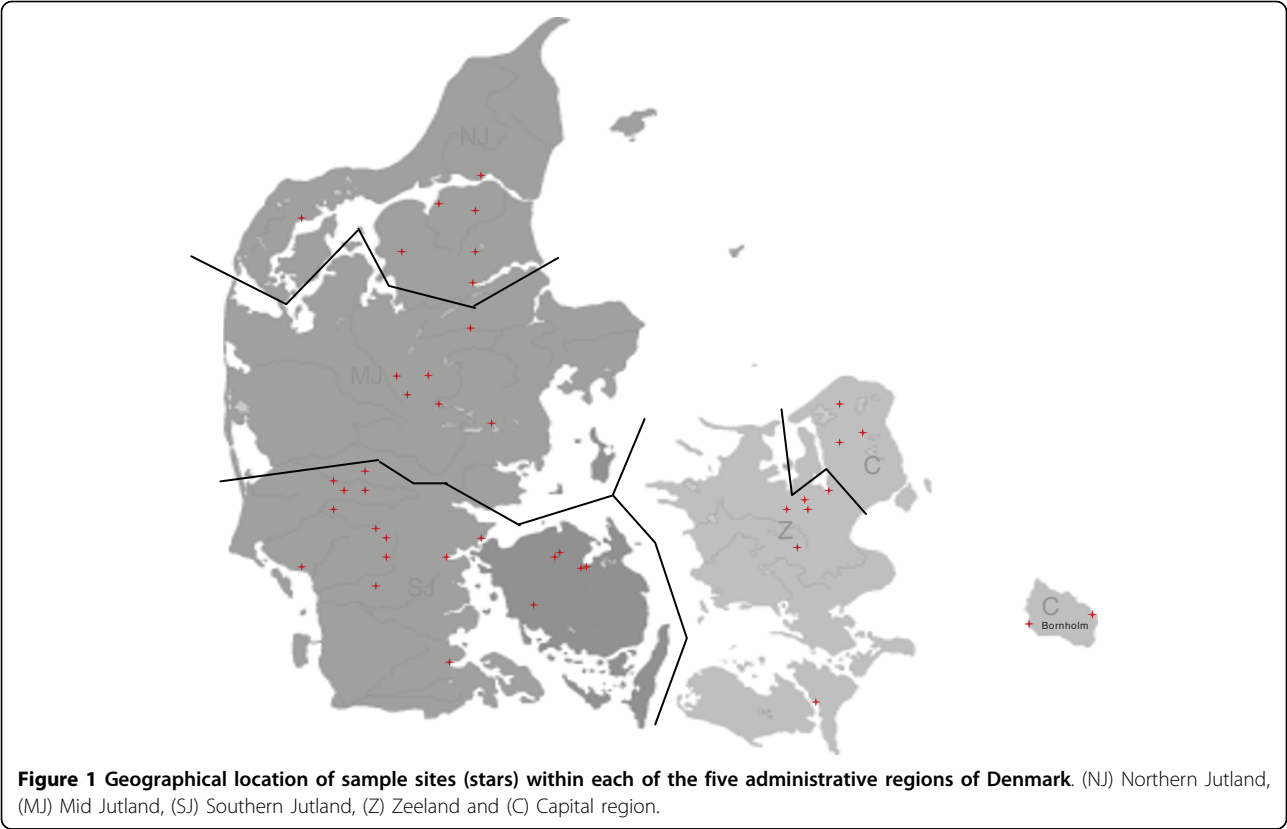 NJ
MJ
C
Z
SJ
C
Bornholm
Figure 1 Geographical location of sample sites (stars) within each of the five administrative regions of Denmark. (NJ) Northern Jutland,
(MJ) Mid Jutland, (SJ) Southern Jutland, (Z) Zeeland and (C) Capital region.